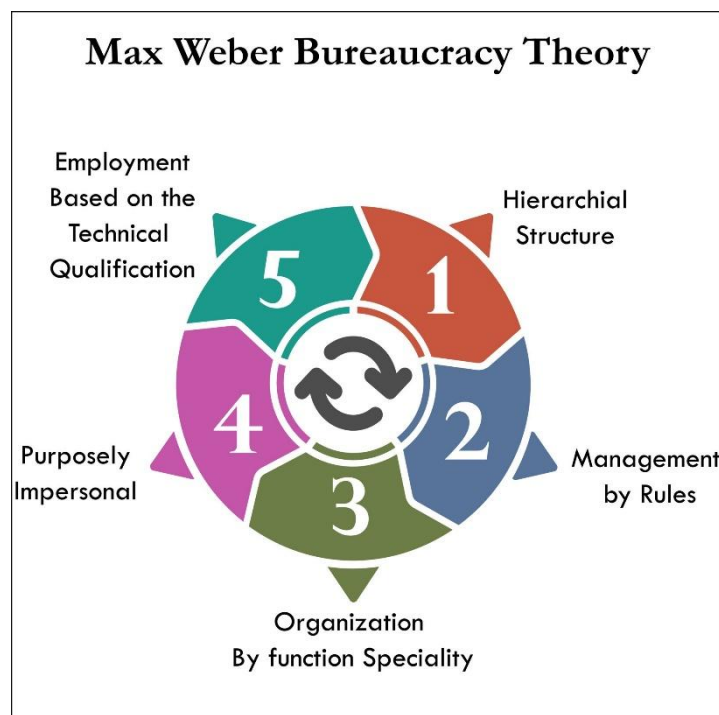 Max Weber Bureaucracy Theory
1
Hierarchial
Structure
2
Management
by Rules
3
Organization
By function Speciality
4
Purposely
Impersonal
5
Employment
Based on the
Technical
Qualification